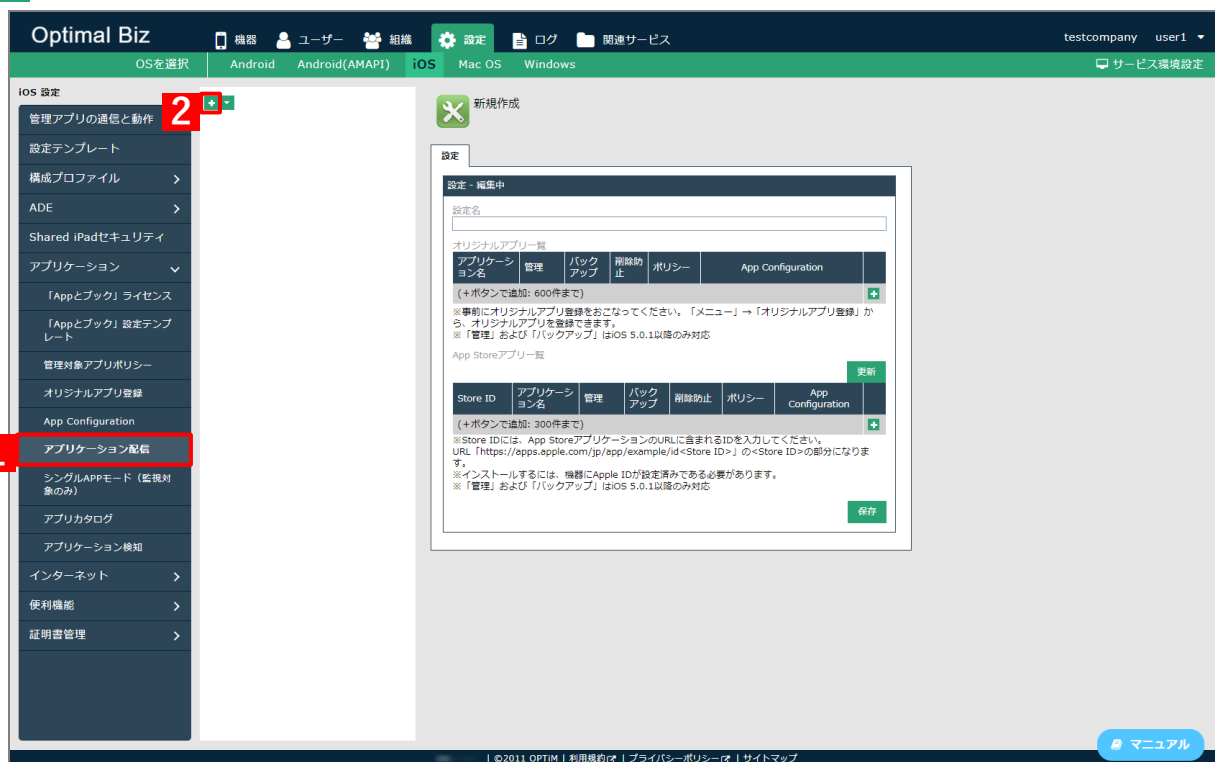 Optimal Biz
機器 ユーザー 組織 設定 ログ 関連サービス
testcompany user1
OSを選択 Android Android(AMAPI) iOS Mac OS Windows
サービス環境設定
iOS 設定
管理アプリの通信と動作
設定テンプレート
構成プロファイル
ADE
Shared iPadセキュリティ
アプリケーション
「Appとブック」ライセンス
「Appとブック」設定テンプ
レート
管理対象アプリポリシー
オリジナルアプリ登録
App Configuration
アプリケーション配信
シングルAPPモード（監視対
象のみ）
アプリカタログ
アプリケーション検知
インターネット
便利機能
証明書管理
2
新規作成
設定
設定 - 編集中
設定名
オリジナルアプリ一覧
アプリケーシ
ョン名
管理
バック
アップ
削除防
止
ポリシー
App Configuration
(+ボタンで追加: 600件まで)
※事前にオリジナルアプリ登録をおこなってください。「メニュー」→「オリジナルアプリ登録」か
ら、オリジナルアプリを登録できます。
※「管理」および「バックアップ」はiOS 5.0.1以降のみ対応
App Storeアプリ一覧
更新
Store ID
アプリケーシ
ョン名
管理
バック
アップ
削除防止
ポリシー
App
Configuration
(+ボタンで追加: 300件まで)
※Store IDには、App StoreアプリケーションのURLに含まれるIDを入力してください。
URL「https://apps.apple.com/jp/app/example/id<Store ID>」の<Store ID>の部分になりま
す。
※インストールするには、機器にApple IDが設定済みである必要があります。
※「管理」および「バックアップ」はiOS 5.0.1以降のみ対応
保存
マニュアル
| ©2011 OPTiM | 利用規約 | プライバシーポリシー | サイトマップ